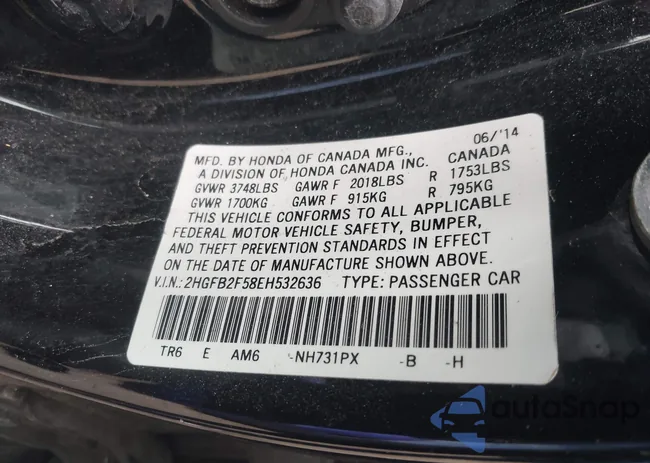 06/'14
MFD. BY HONDA OF CANADA MFG.,
A DIVISION OF HONDA CANADA INC. CANADA
GVWR 3748LBS GAWR F 2018LBS R 1753LBS
GVWR 1700KG GAWR F 915KG R 795KG
THIS VEHICLE CONFORMS TO ALL APPLICABLE
FEDERAL MOTOR VEHICLE SAFETY, BUMPER,
AND THEFT PREVENTION STANDARDS IN EFFECT
ON THE DATE OF MANUFACTURE SHOWN ABOVE.
V.I.N.: 2HGFB2F58EH532636 TYPE: PASSENGER CAR
TR6 E AM6 -NH731PX -B -H
autoSnop